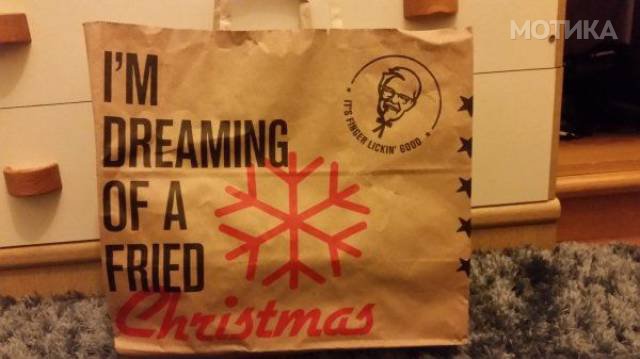 МОТИКА
I'M
DREAMING
OF A
FRIED
Christmas
IT'S FINGER LICKIN' GOOD